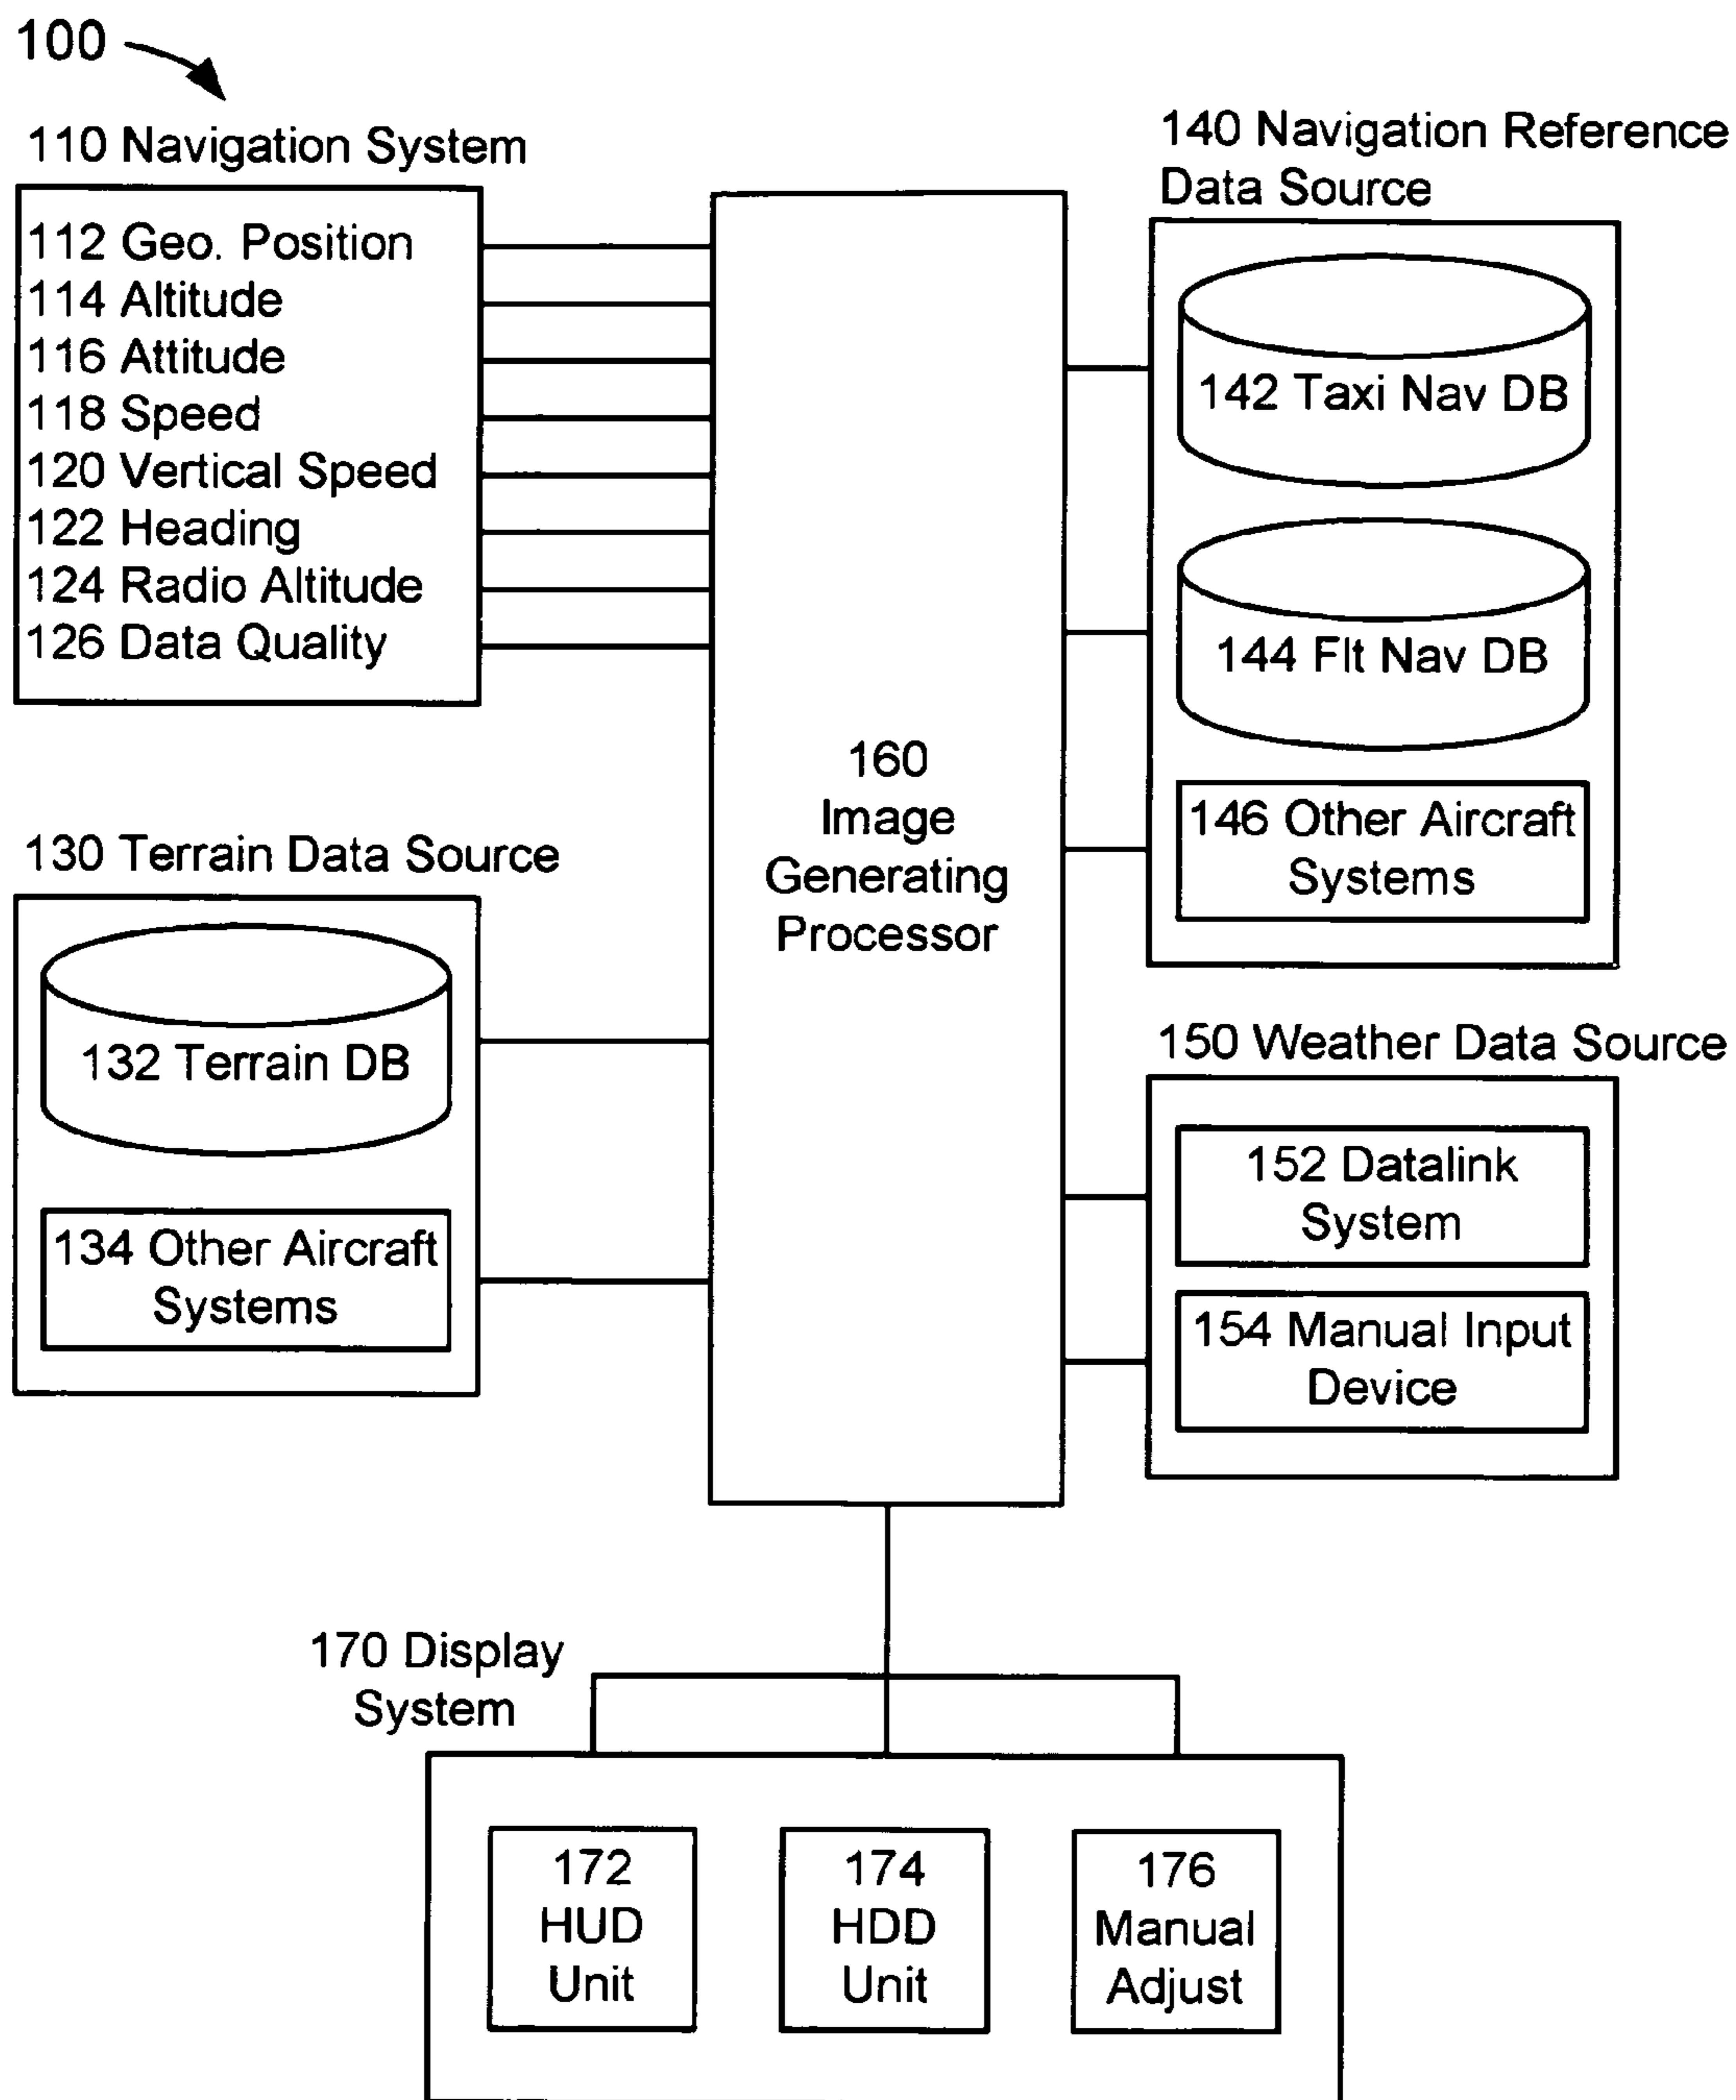 100
110 Navigation System
112 Geo. Position
114 Altitude
116 Attitude
118 Speed
120 Vertical Speed
122 Heading
124 Radio Altitude
126 Data Quality
130 Terrain Data Source
132 Terrain DB
134 Other Aircraft
Systems
160
Image
Generating
Processor
140 Navigation Reference
Data Source
142 Taxi Nav DB
144 Flt Nav DB
146 Other Aircraft
Systems
150 Weather Data Source
152 Datalink
System
154 Manual Input
Device
170 Display
System
172
HUD
Unit
174
HDD
Unit
176
Manual
Adjust